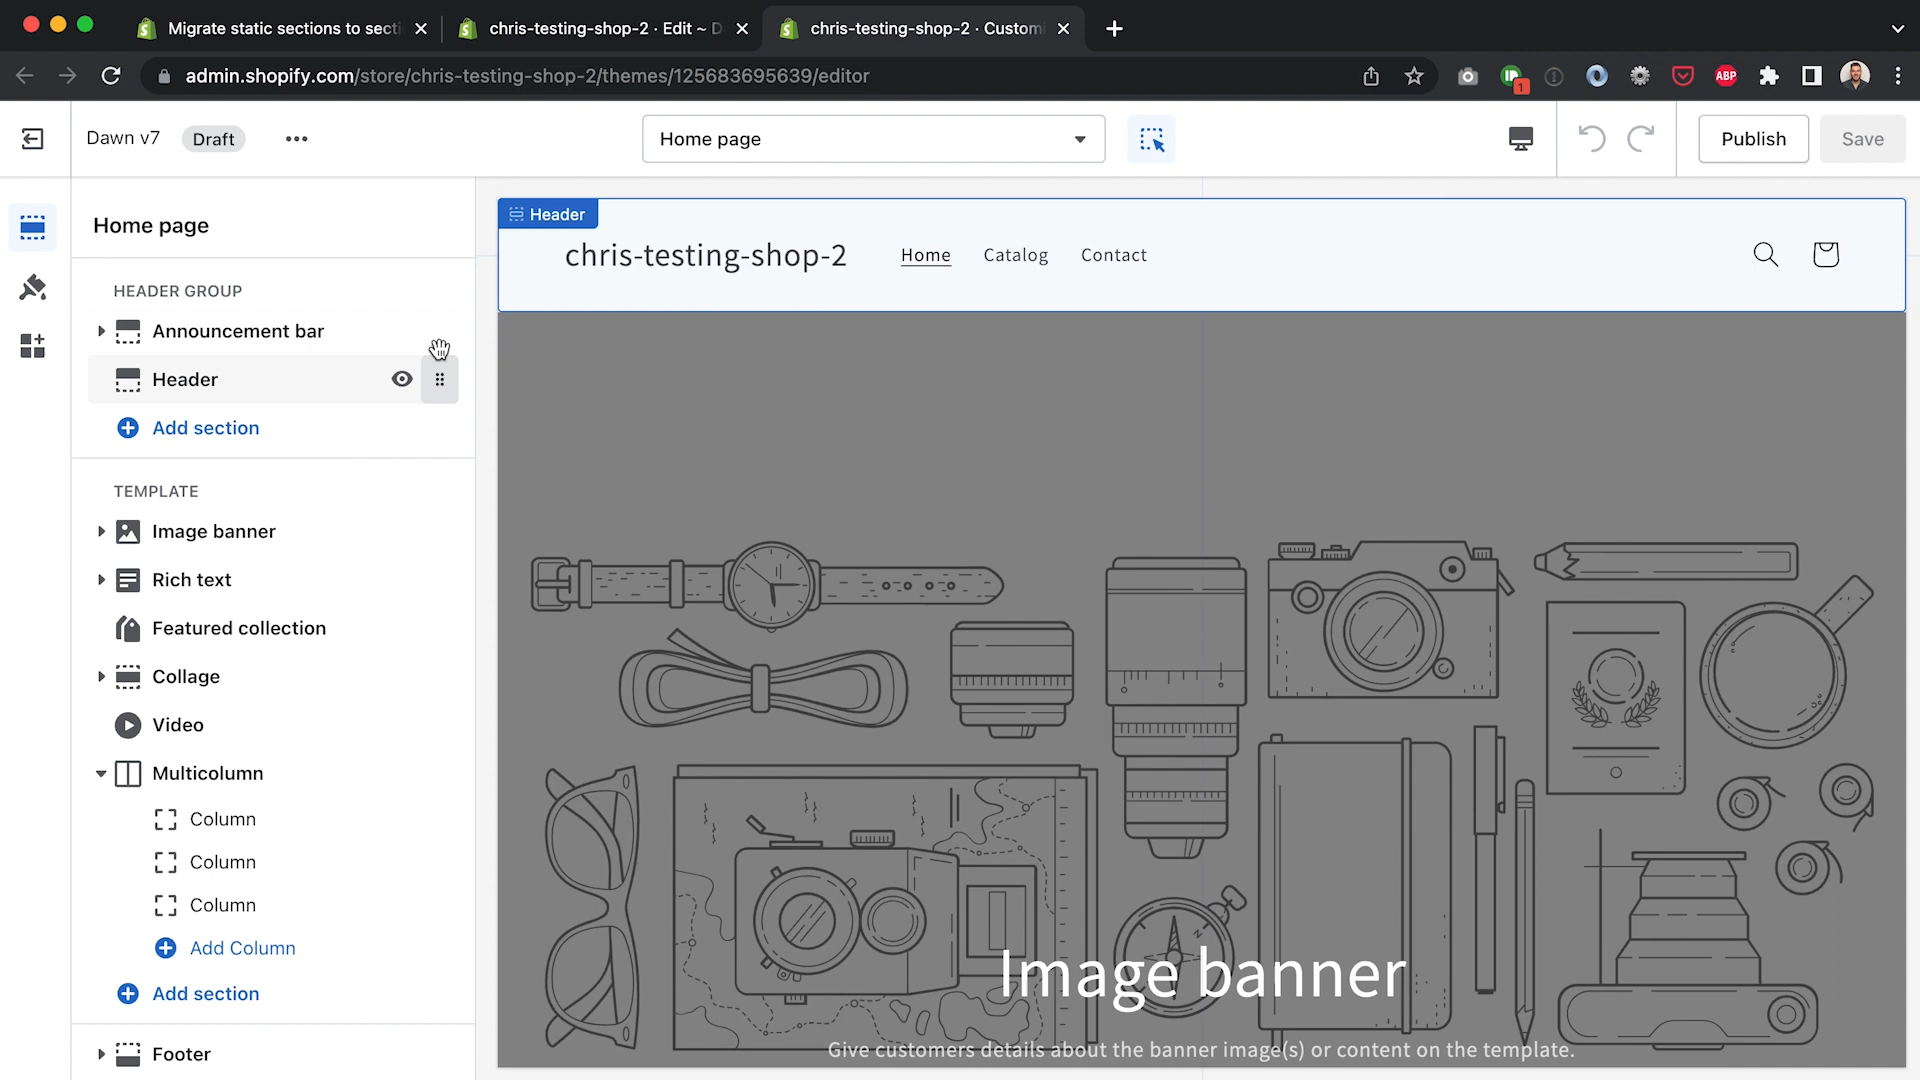 Migrate static sections to secti
chris-testing-shop-2 · Edit ~ D
chris-testing-shop-2 · Customi
admin.shopify.com/store/chris-testing-shop-2/themes/125683695639/editor
1
ABP
Dawn v7
Draft
Home page
Publish
Save
Home page
HEADER GROUP
Announcement bar
Header
Add section
TEMPLATE
Image banner
Rich text
Featured collection
Collage
Video
Multicolumn
Column
Column
Column
Add Column
Add section
Footer
Header
chris-testing-shop-2
Home
Catalog
Contact
Image banner
Give customers details about the banner image(s) or content on the template.